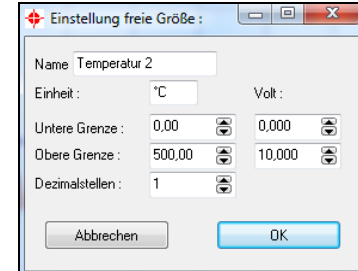 Einstellung freie Größe :
Name Temperatur 2
Einheit : °C Volt :
Untere Grenze : 0,00 0,000
Obere Grenze : 500,00 10,000
Dezimalstellen : 1
Abbrechen OK